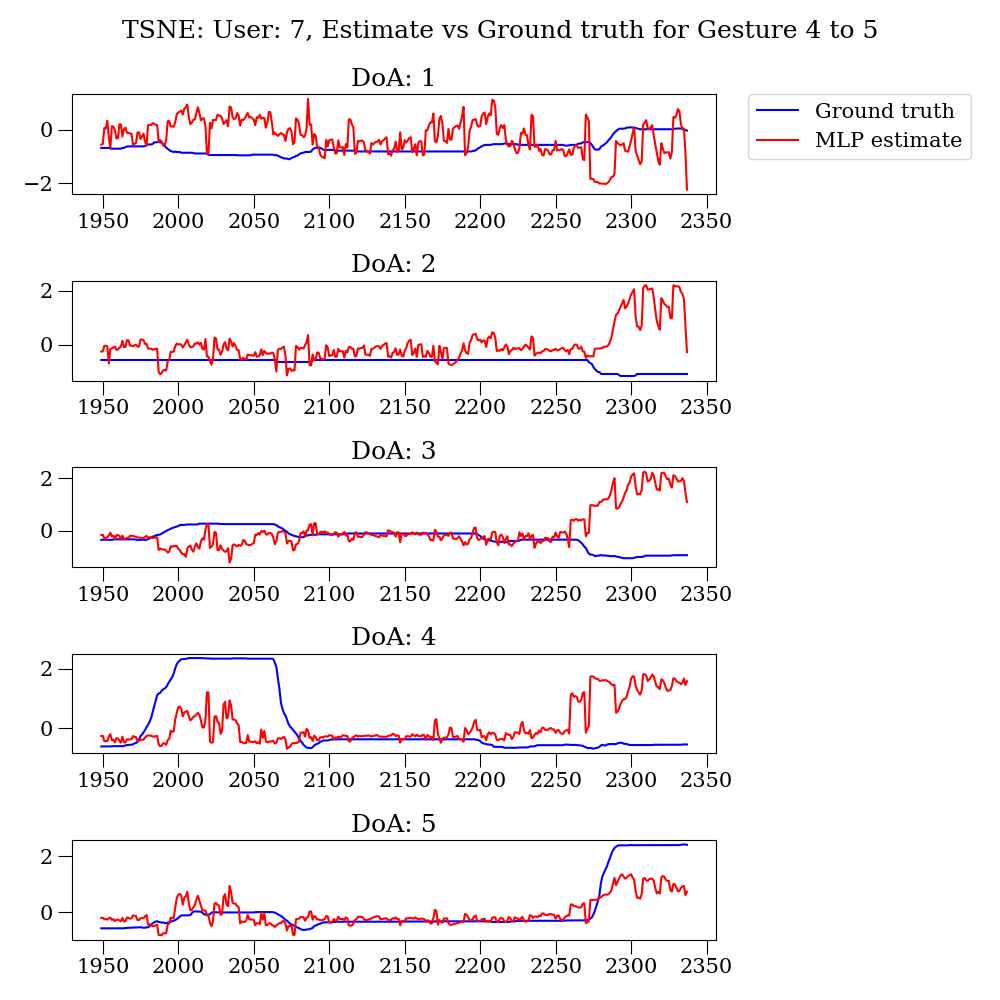 TSNE: User: 7, Estimate vs Ground truth for Gesture 4 to 5
DoA: 1
Ground truth
MLP estimate
0
−2
1950 2000 2050 2100 2150 2200 2250 2300 2350
DoA: 2
2
0
1950 2000 2050 2100 2150 2200 2250 2300 2350
DoA: 3
2
0
1950 2000 2050 2100 2150 2200 2250 2300 2350
DoA: 4
2
0
1950 2000 2050 2100 2150 2200 2250 2300 2350
DoA: 5
2
0
1950 2000 2050 2100 2150 2200 2250 2300 2350